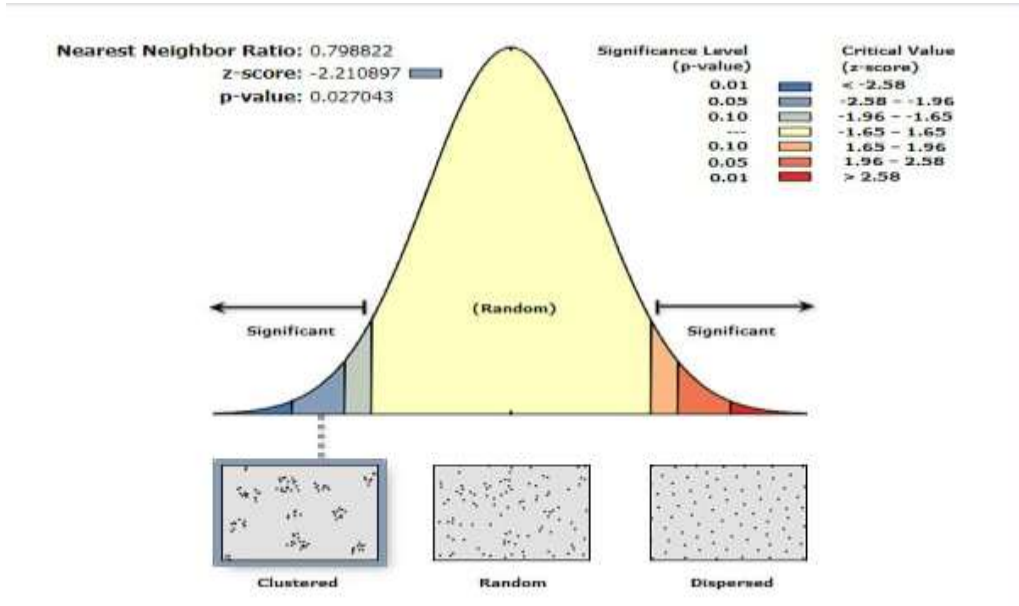 Nearest Neighbor Ratio: 0.798822
z-score: -2.210897
p-value: 0.027043
Significance Level
(p-value)
Critical Value
(z-score)
0.01 < -2.58
0.05 -2.58 - -1.96
0.10 -1.96 - -1.65
--- -1.65 - 1.65
0.10 1.65 - 1.96
0.05 1.96 - 2.58
0.01 > 2.58
Significant
(Random)
Significant
Clustered
Random
Dispersed